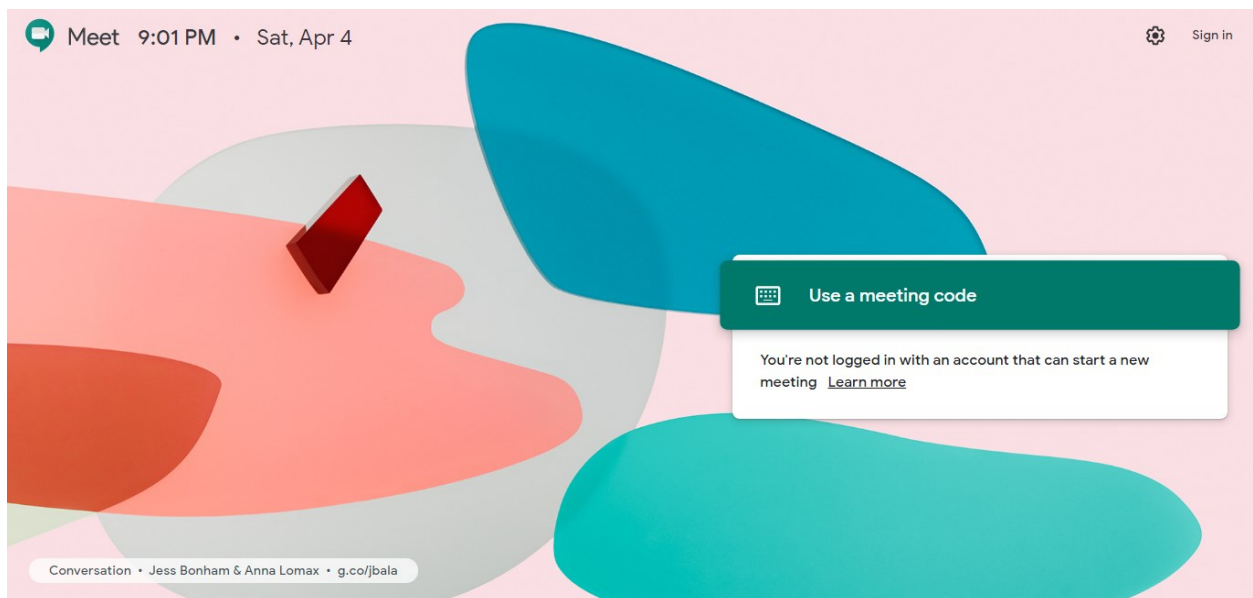 Meet 9:01 PM • Sat, Apr 4
Sign in
Use a meeting code
You're not logged in with an account that can start a new
meeting Learn more
Conversation • Jess Bonham & Anna Lomax • g.co/jbala